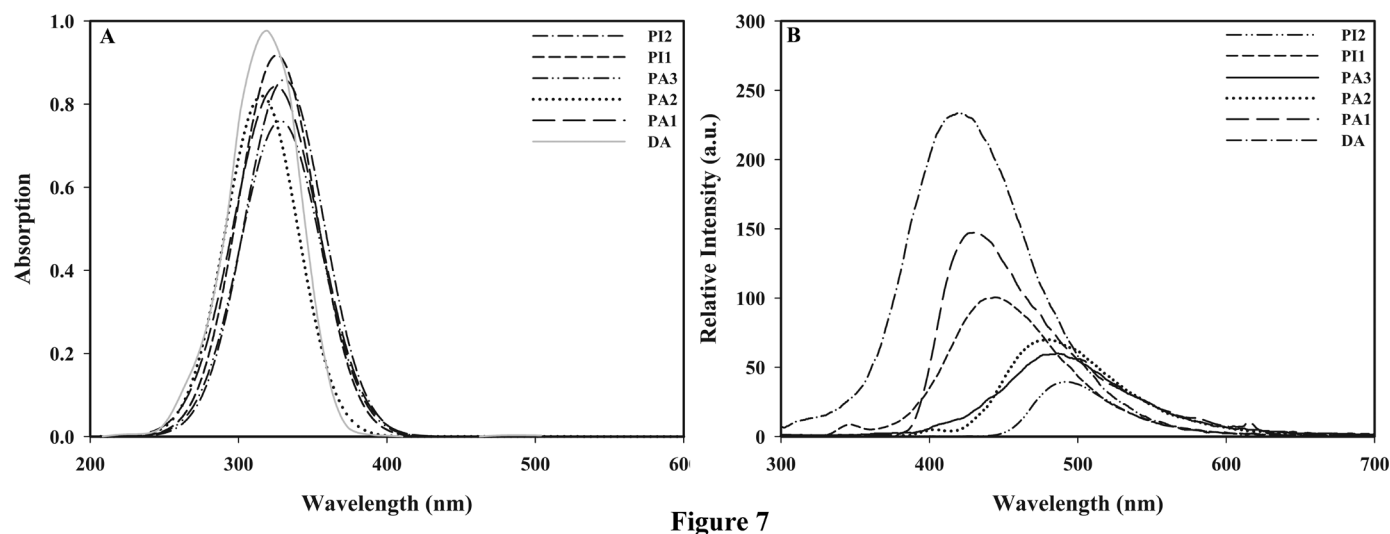 A
PI2
PI1
PA3
PA2
PA1
DA
1.0
0.8
0.6
0.4
0.2
0.0
Absorption
200
300
400
500
60
Wavelength (nm)
B
PI2
PI1
PA3
PA2
PA1
DA
300
250
200
150
100
50
0
Relative Intensity (a.u.)
300
400
500
600
700
Wavelength (nm)
Figure 7